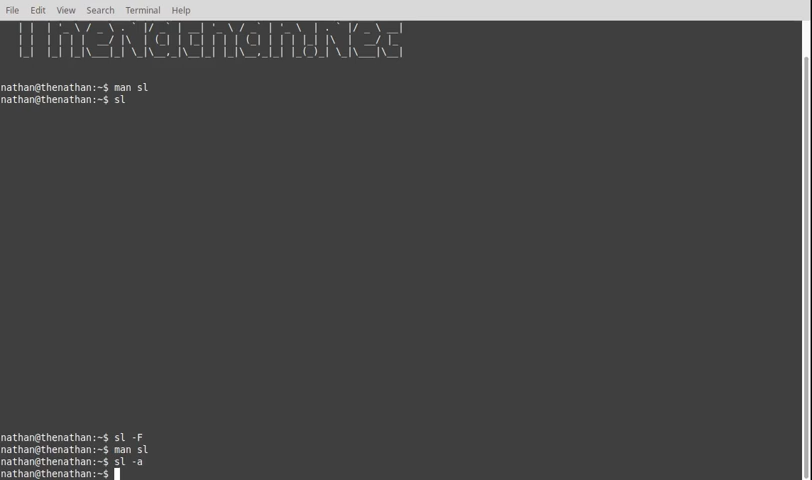 File Edit View Search Terminal Help
nathan@thenathan:~$ man sl
nathan@thenathan:~$ sl
nathan@thenathan:~$ sl -F
nathan@thenathan:~$ man sl
nathan@thenathan:~$ sl -a
nathan@thenathan:~$